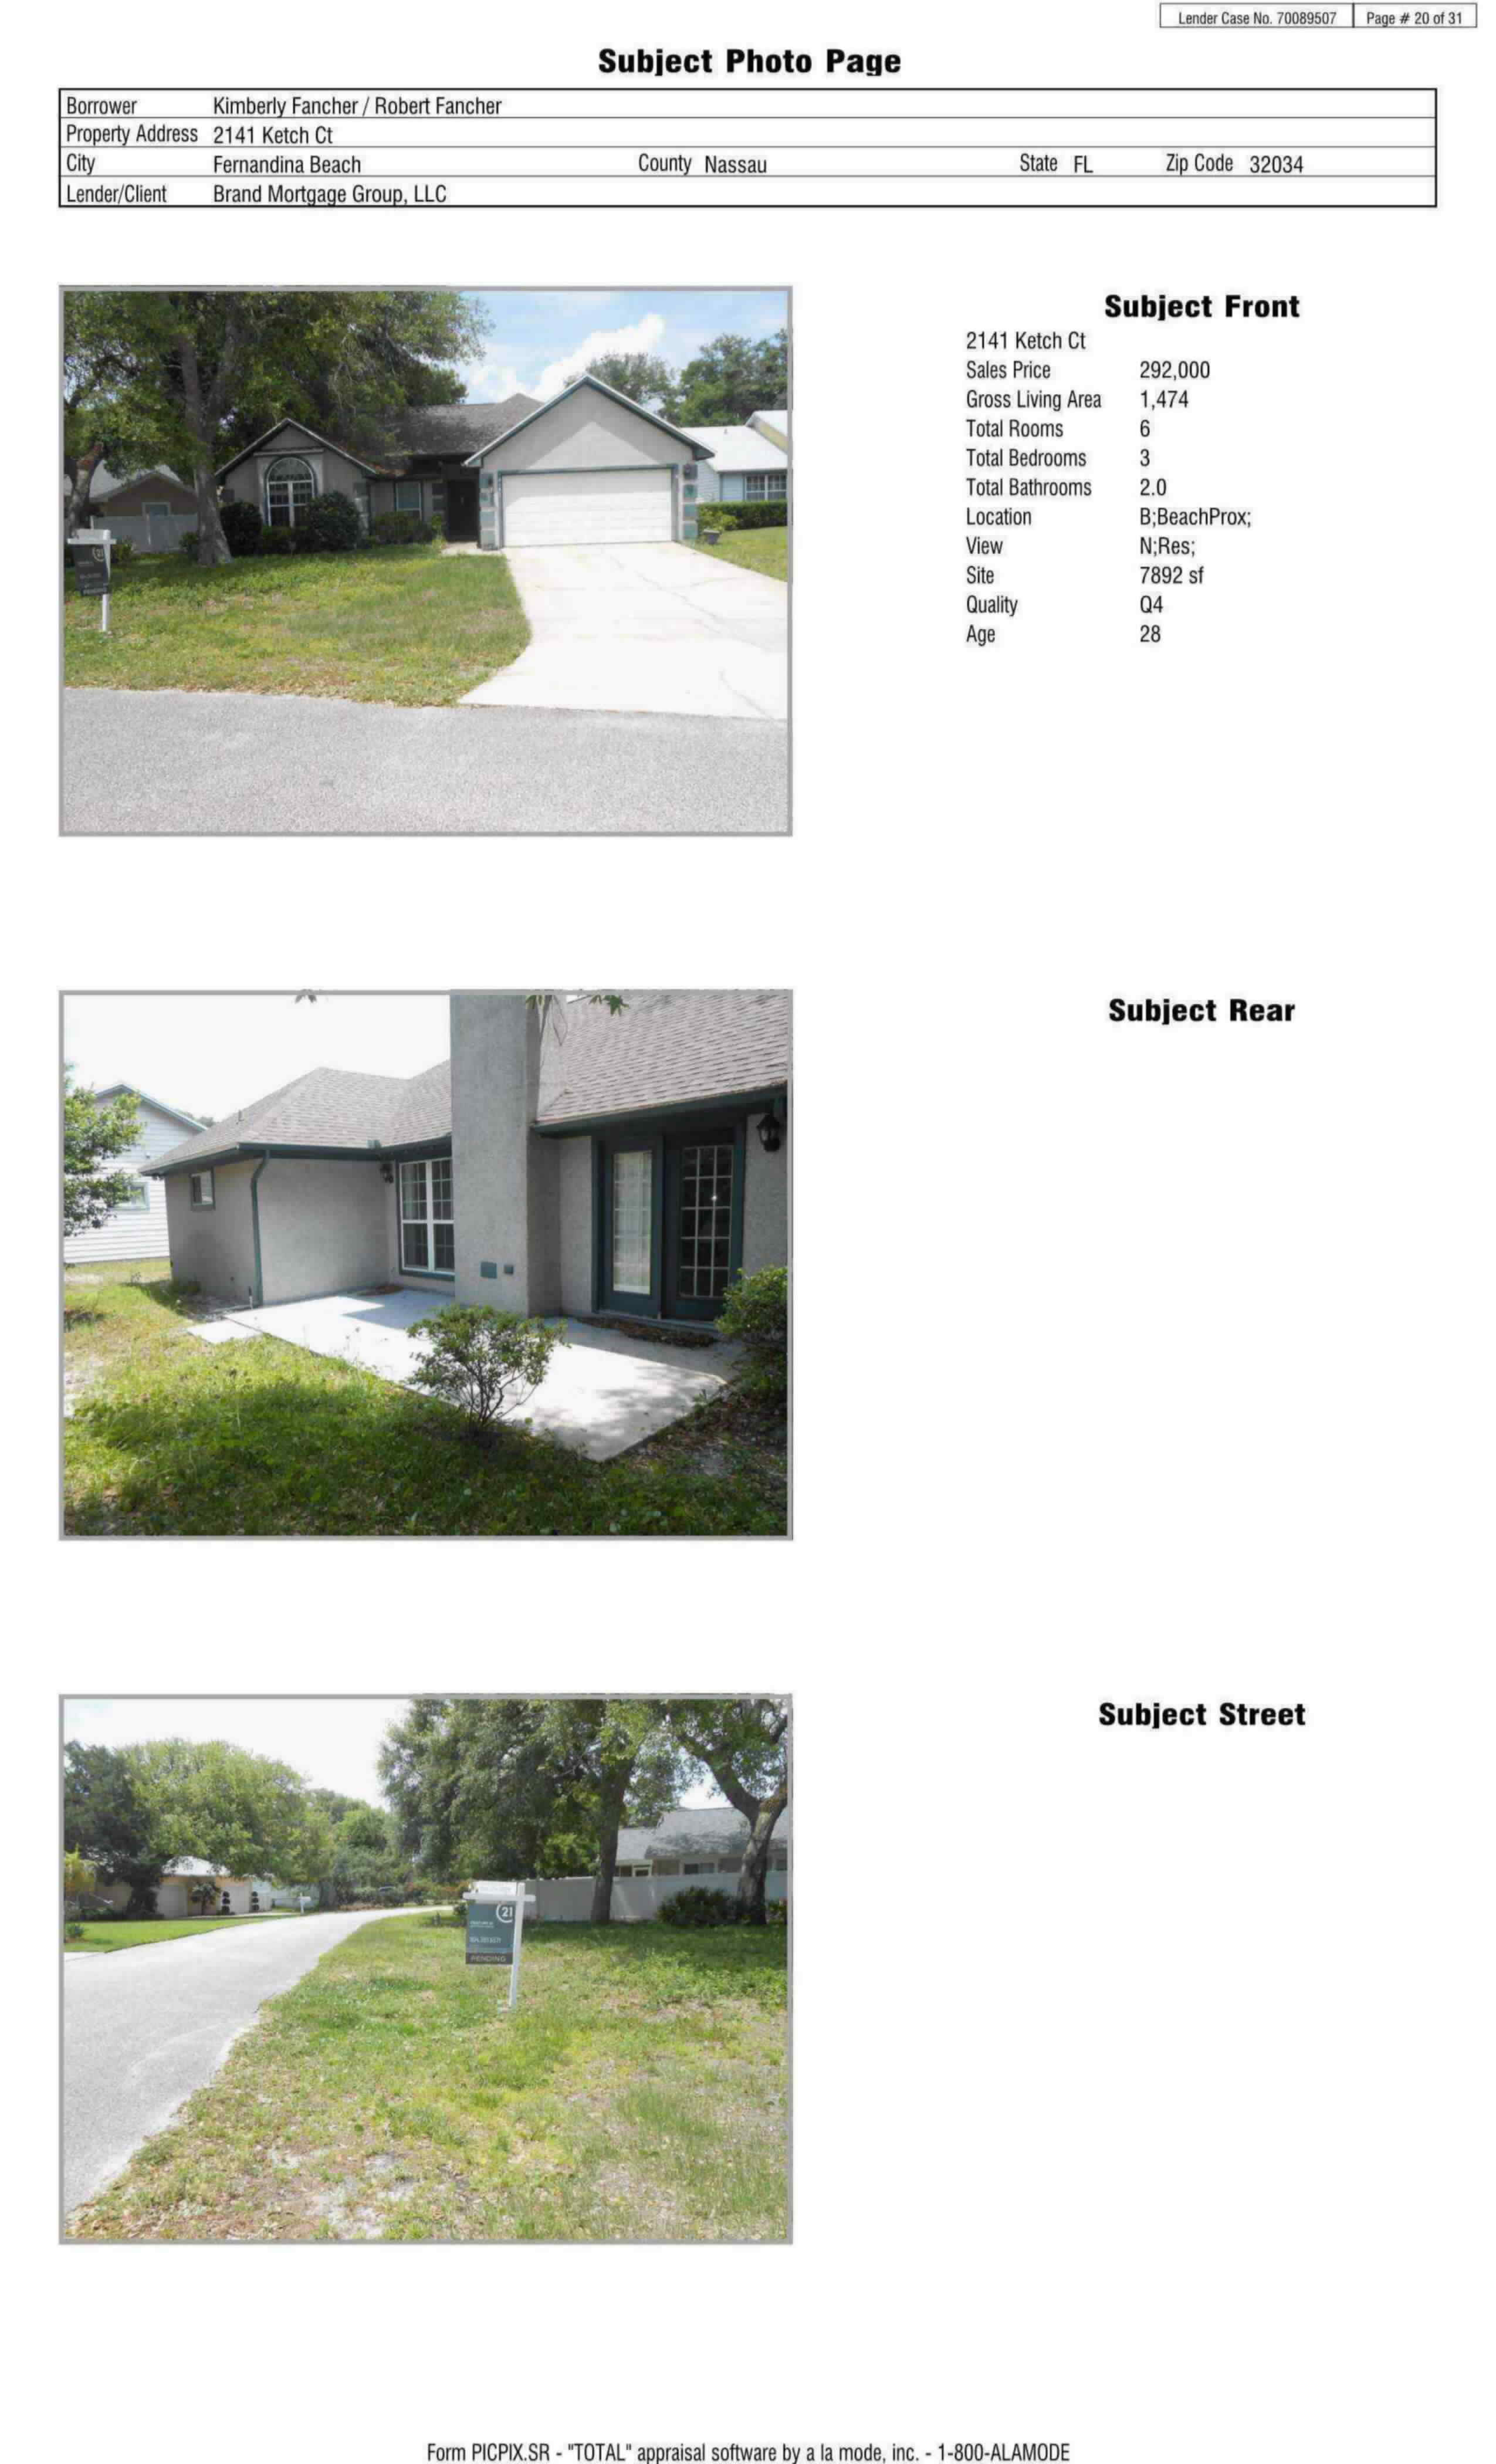 Lender Case No. 70089507 Page # 20 of 31
Subject Photo Page
Borrower Kimberly Fancher / Robert Fancher
Property Address 2141 Ketch Ct
City Fernandina Beach County Nassau State FL Zip Code 32034
Lender/Client Brand Mortgage Group, LLC
Subject Front
2141 Ketch Ct
Sales Price 292,000
Gross Living Area 1,474
Total Rooms 6
Total Bedrooms 3
Total Bathrooms 2.0
Location B;BeachProx;
View N;Res;
Site 7892 sf
Quality Q4
Age 28
Subject Rear
Subject Street
21
PENDING
Form PICPIX.SR - "TOTAL" appraisal software by a la mode, inc. - 1-800-ALAMODE